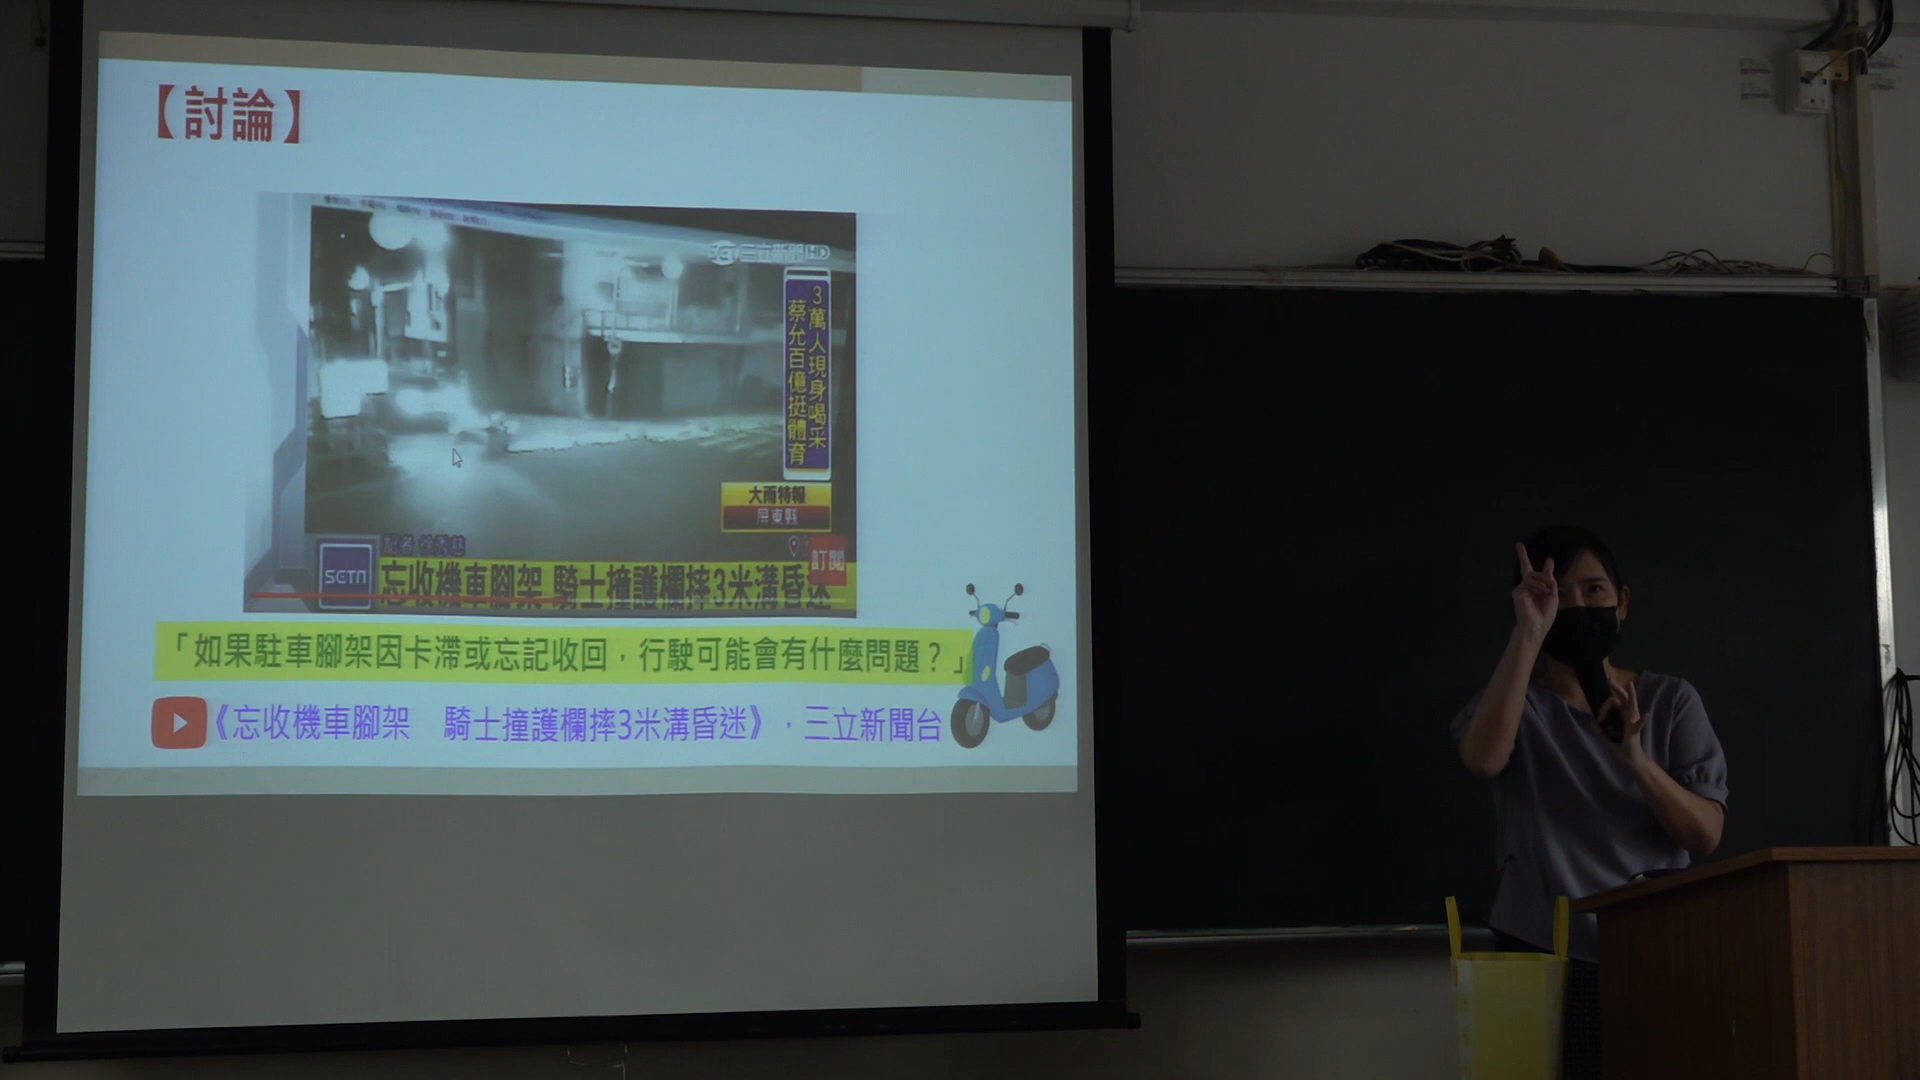 【討論】
SET三立新聞HD
3萬人現身喝采
蔡允百億挺體育
大雨特報
屏東縣
記者
訂閱
SETN
忘收機車腳架 騎士撞護欄摔3米溝昏迷
「如果駐車腳架因卡滯或忘記收回，行駛可能會有什麼問題？」
《忘收機車腳架　騎士撞護欄摔3米溝昏迷》，三立新聞台